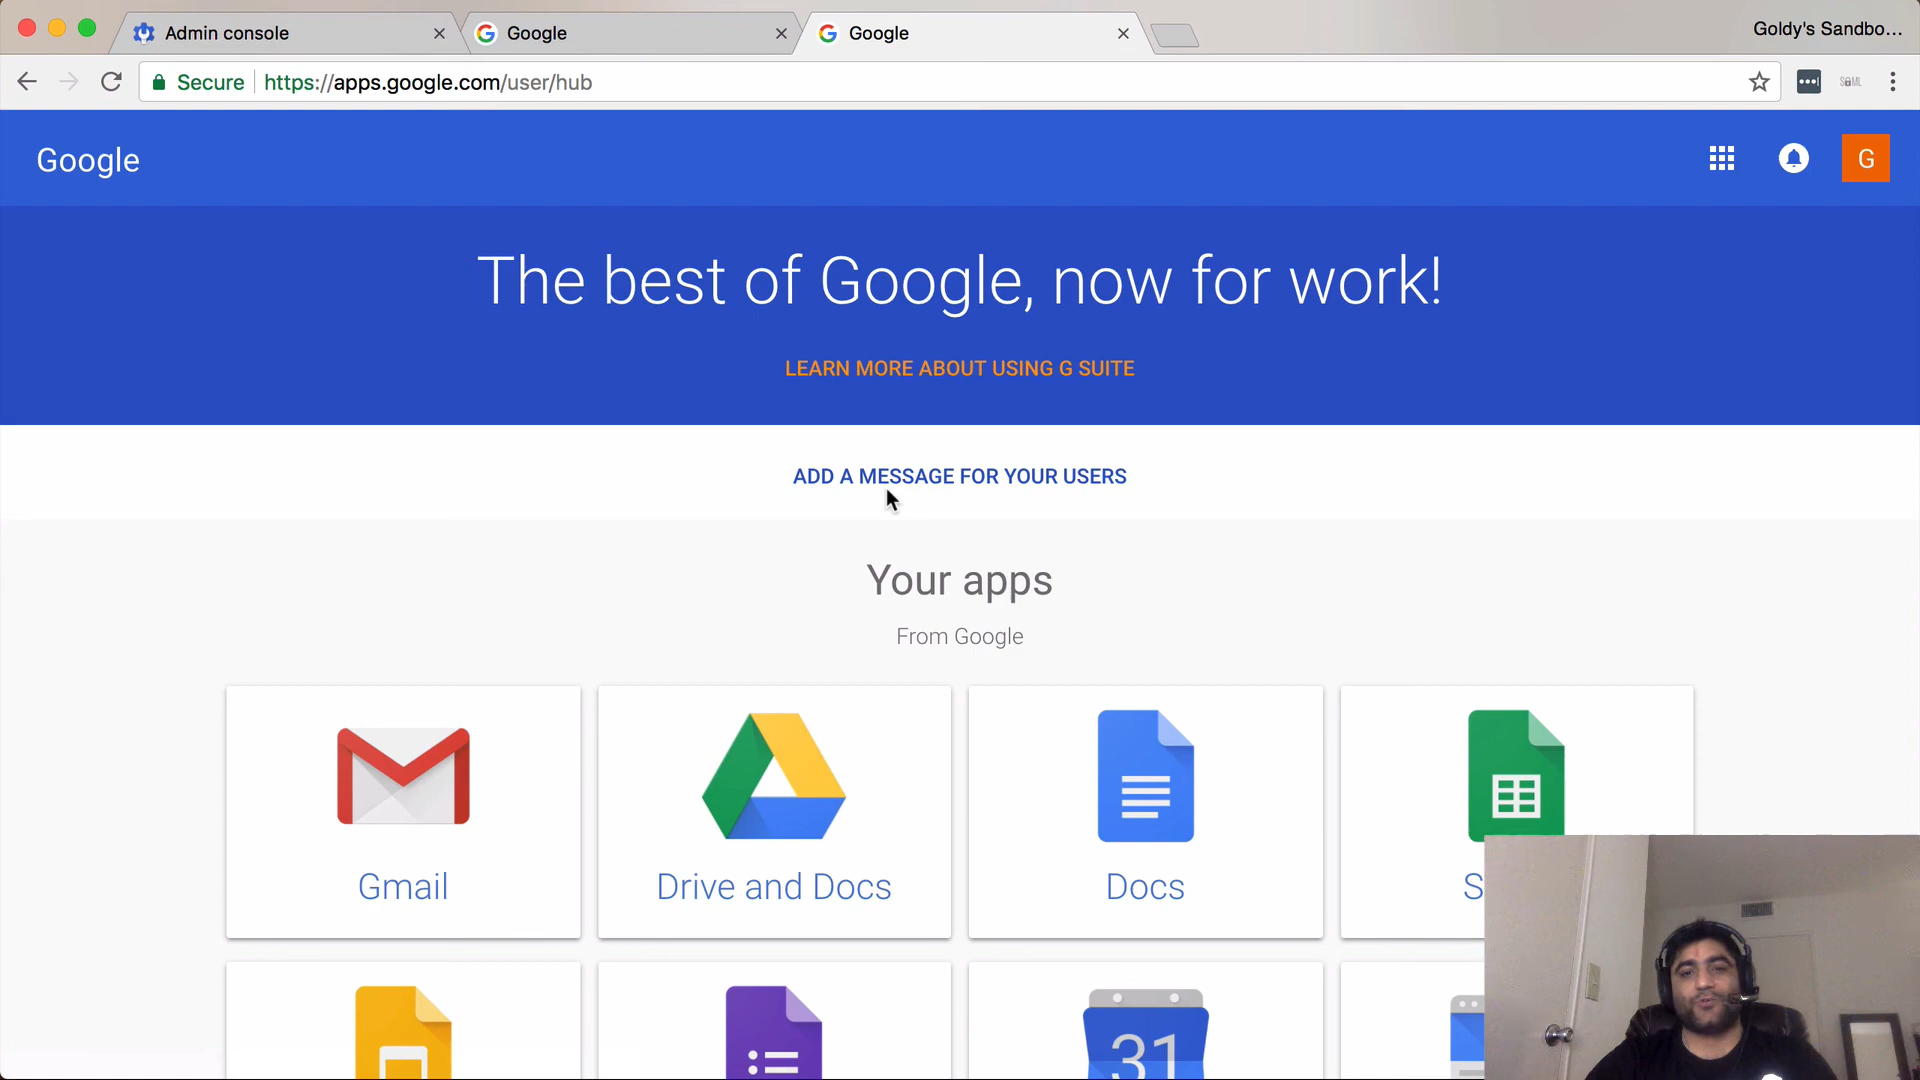 Admin console
Google
Google
Goldy's Sandbo...
Secure
https://apps.google.com/user/hub
Google
G
The best of Google, now for work!
LEARN MORE ABOUT USING G SUITE
ADD A MESSAGE FOR YOUR USERS
Your apps
From Google
Gmail
Drive and Docs
Docs
S
31